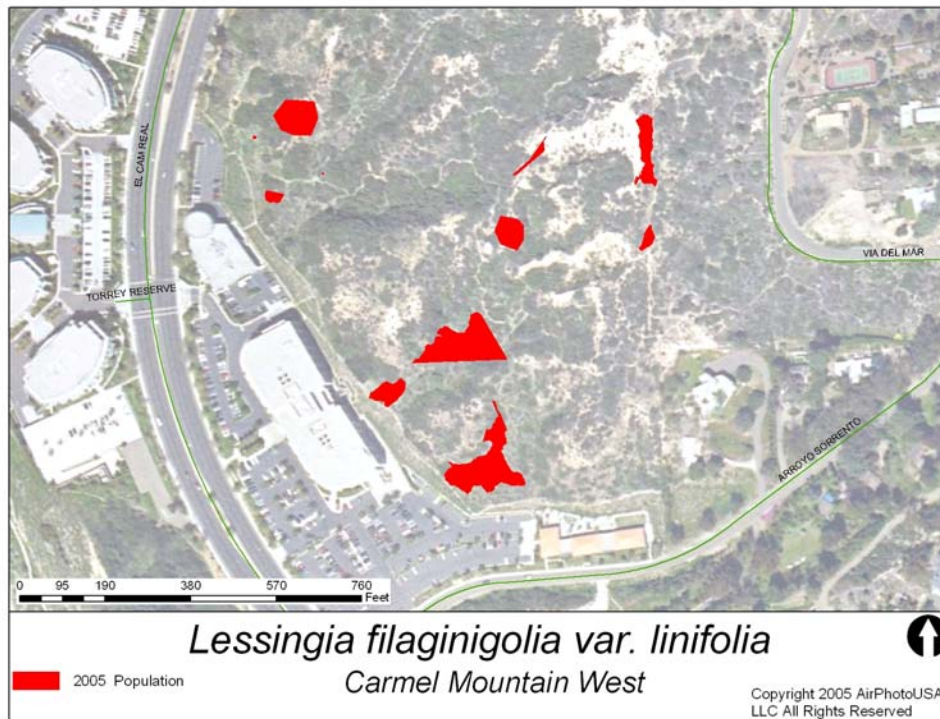 EL CAM REAL
TORREY RESERVE
VIA DEL MAR
ARROYO SORRENTO
0 95 190 380 570 760
Feet
Lessingia filaginigolia var. linifolia
2005 Population
Carmel Mountain West
Copyright 2005 AirPhotoUSA
LLC All Rights Reserved